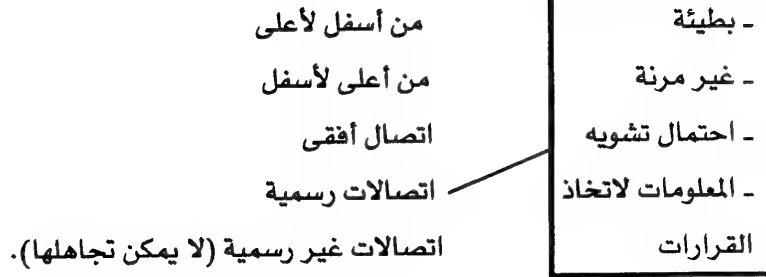 ـ بطيئة
ـ غير مرنة
ـ احتمال تشويه
ـ المعلومات لاتخاذ
القرارات
من أسفل لأعلى
من أعلى لأسفل
اتصال أفقى
اتصالات رسمية
اتصالات غير رسمية (لا يمكن تجاهلها).